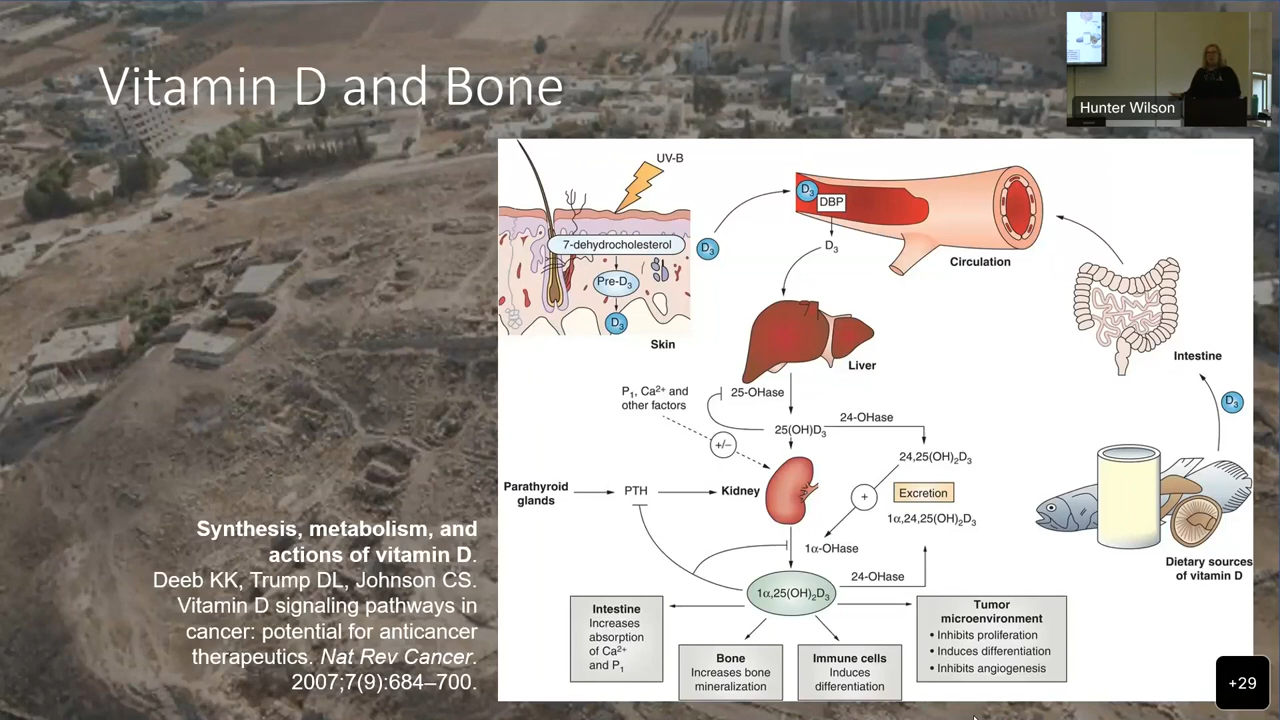 Vitamin D and Bone
Hunter Wilson
UV-B
7-dehydrocholesterol
Pre-D₃
D₃
Skin
D₃
D₃
DBP
D₃
Circulation
Intestine
D₃
Dietary sources
of vitamin D
Liver
P₁, Ca²⁺ and
other factors
25-OHase
25(OH)D₃
24-OHase
24,25(OH)₂D₃
+/−
Parathyroid
glands
PTH
Kidney
+
Excretion
1α,24,25(OH)₂D₃
1α-OHase
24-OHase
1α,25(OH)₂D₃
Intestine
Increases
absorption
of Ca²⁺
and P₁
Bone
Increases bone
mineralization
Immune cells
Induces
differentiation
Tumor
microenvironment
• Inhibits proliferation
• Induces differentiation
• Inhibits angiogenesis
Synthesis, metabolism, and
actions of vitamin D.
Deeb KK, Trump DL, Johnson CS.
Vitamin D signaling pathways in
cancer: potential for anticancer
therapeutics. Nat Rev Cancer.
2007;7(9):684–700.
+29